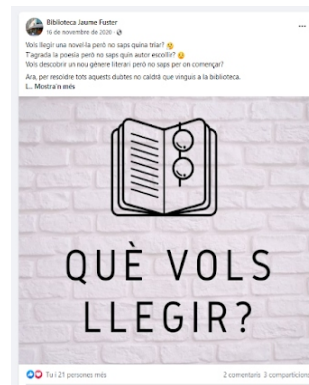 Biblioteca Jaume Fuster
16 de novembre de 2020 ·
Vols llegir una novel·la però no saps quina triar?
T'agrada la poesia però no saps quin autor escollir?
Vols descobrir un nou gènere literari però no saps per on començar?
Ara, per resoldre tots aquests dubtes no caldrà que vinguis a la biblioteca.
L... Mostra'n més
QUÈ VOLS
LLEGIR?
Tu i 21 persones més 2 comentaris 3 comparticions